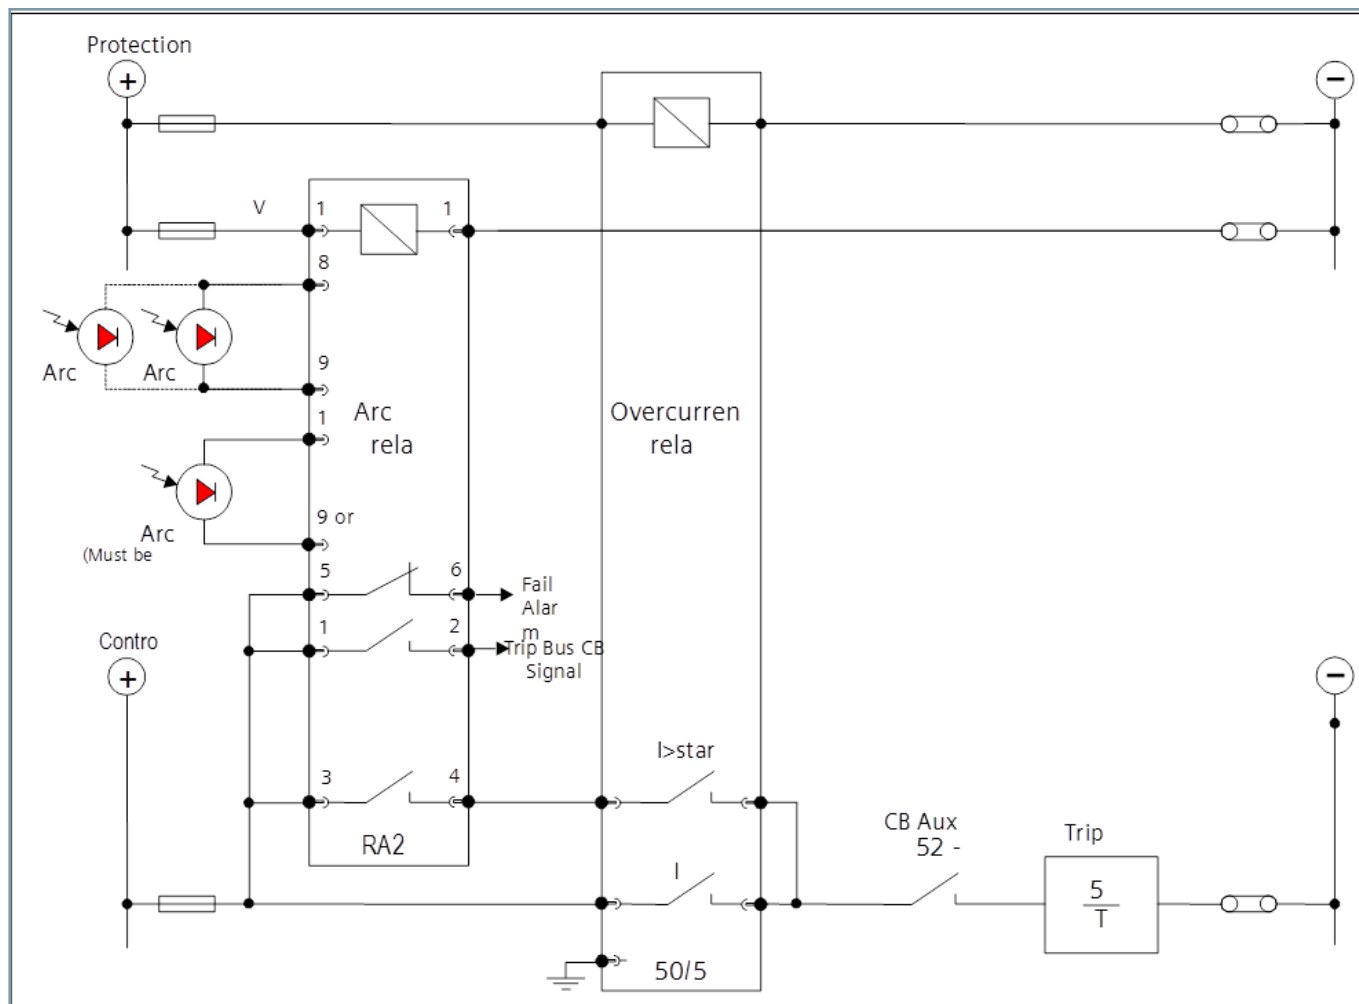 Protection
+
−
V
1
1
8
Arc
Arc
9
1
Arc
rela
Overcurren
rela
9 or
Arc
(Must be
5
6
Fail
Alar
m
1
2
Trip Bus CB
Signal
Contro
+
−
I>star
3
4
CB Aux
52 -
Trip
RA2
I
5
T
50/5